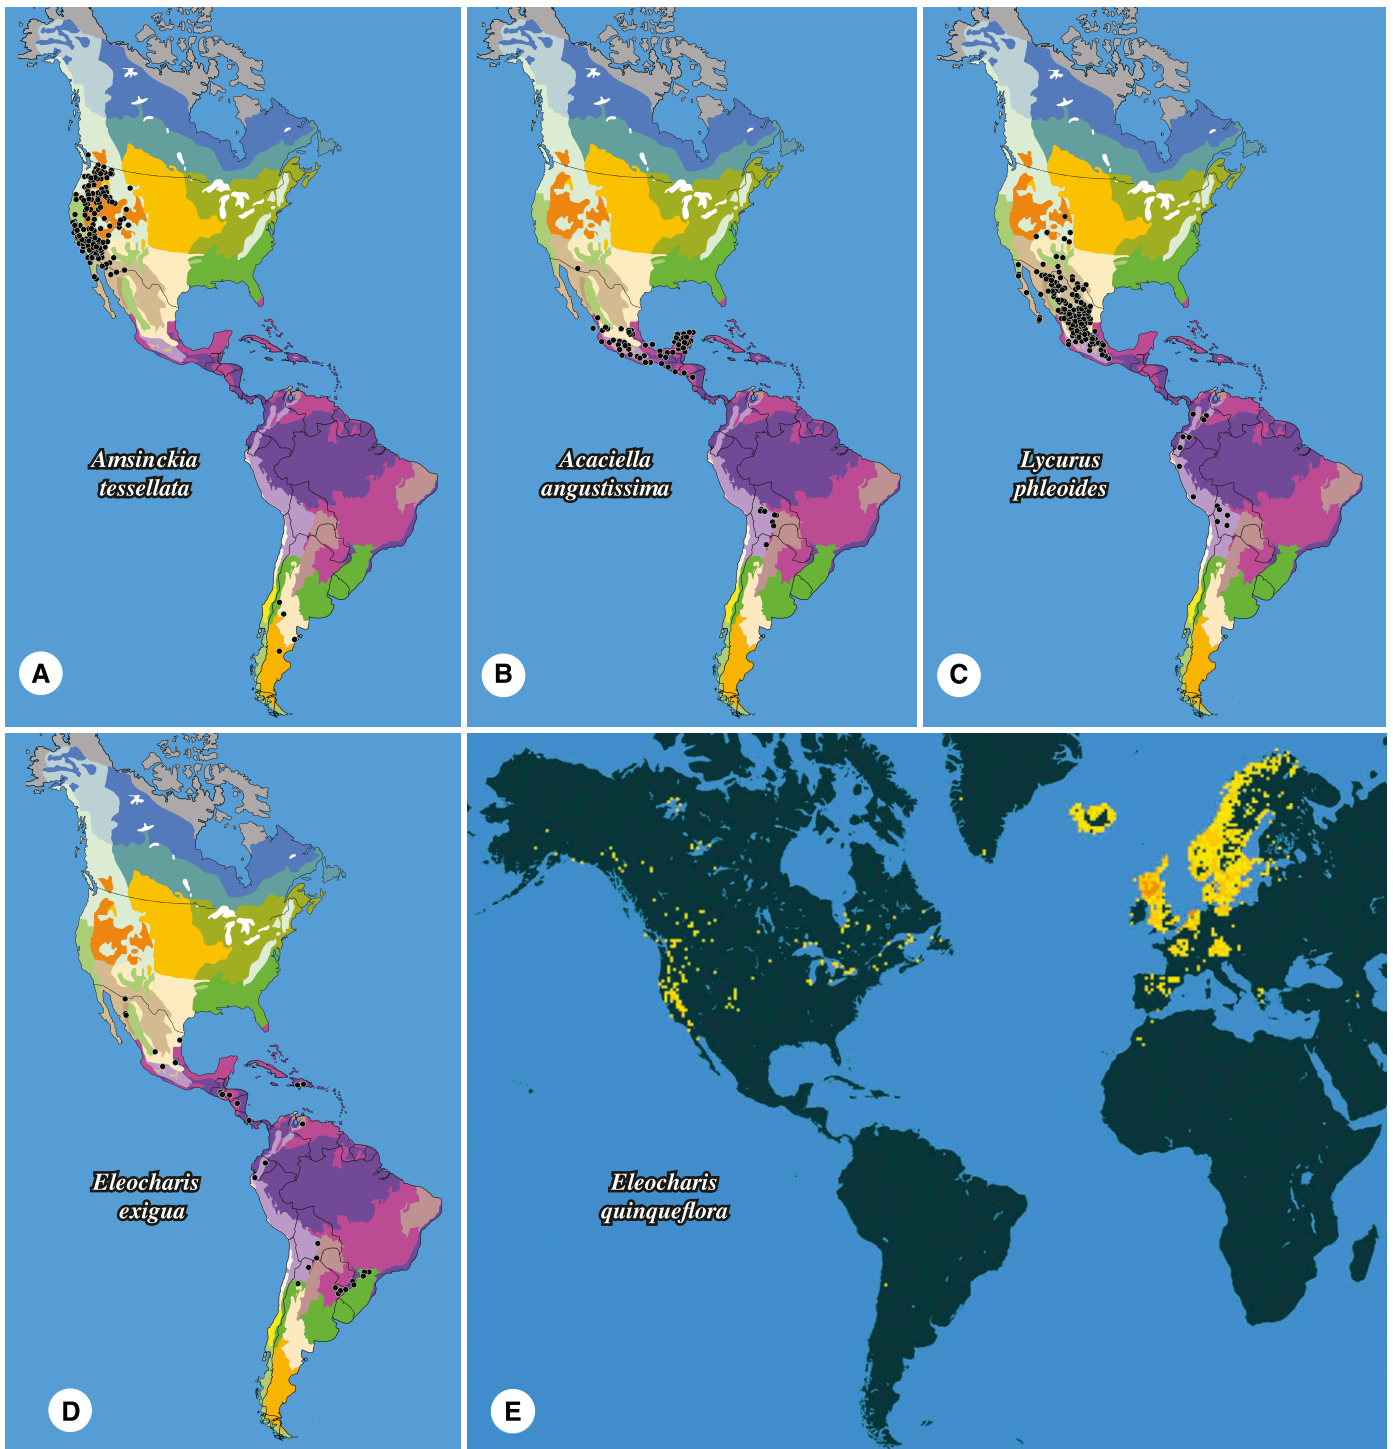 Amsinckia
tessellata
A
Acaciella
angustissima
B
Lycurus
phleoides
C
Eleocharis
exigua
D
Eleocharis
quinqueflora
E